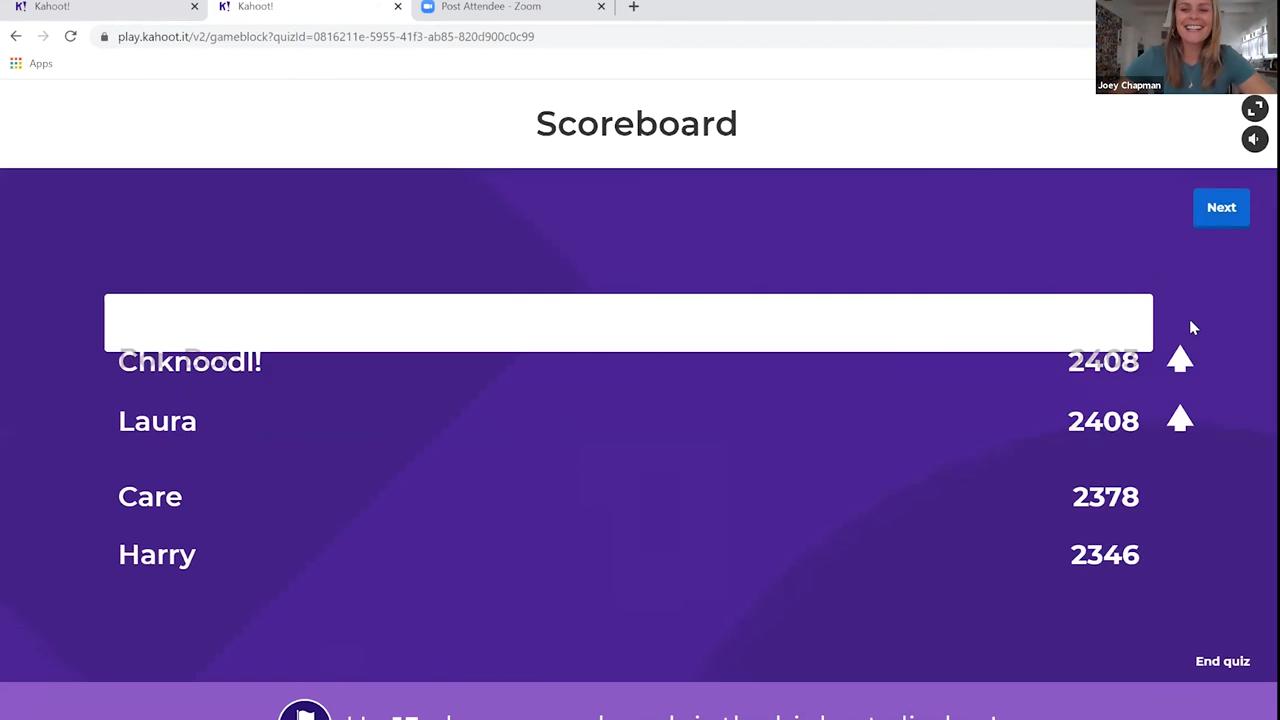 Kahoot!
Kahoot!
Post Attendee - Zoom
play.kahoot.it/v2/gameblock?quizId=0816211e-5955-41f3-ab85-820d900c0c99
Apps
Joey Chapman
Scoreboard
Next
Chknoodl! 2408
Laura 2408
Care 2378
Harry 2346
End quiz